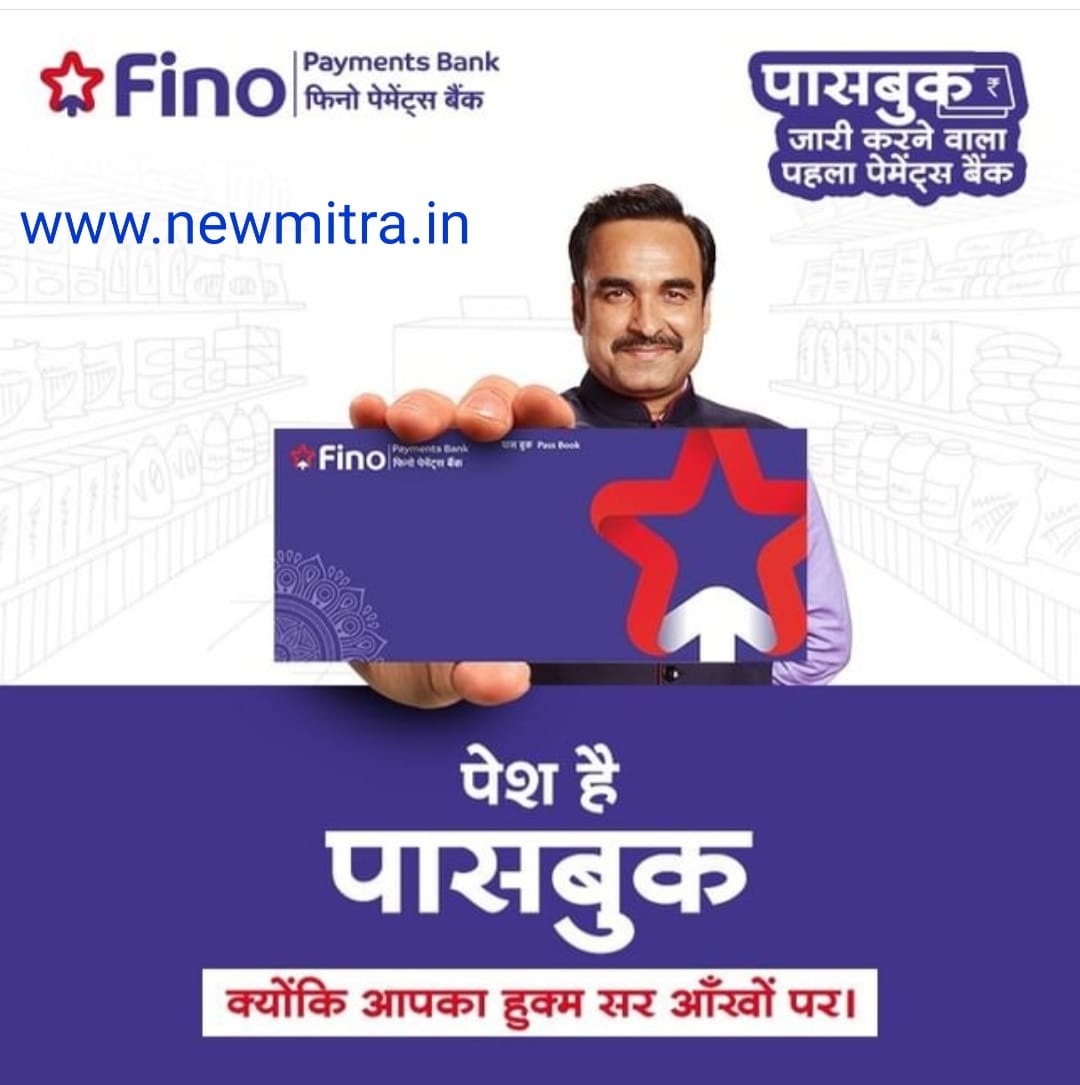 Fino
Payments Bank
फिनो पेमेंट्स बैंक
पासबुक ₹
जारी करने वाला
पहला पेमेंट्स बैंक
www.newmitra.in
Fino
Payments Bank
फिनो पेमेंट्स बैंक
पास बुक Pass Book
पेश है
पासबुक
क्योंकि आपका हुक्म सर आँखों पर।